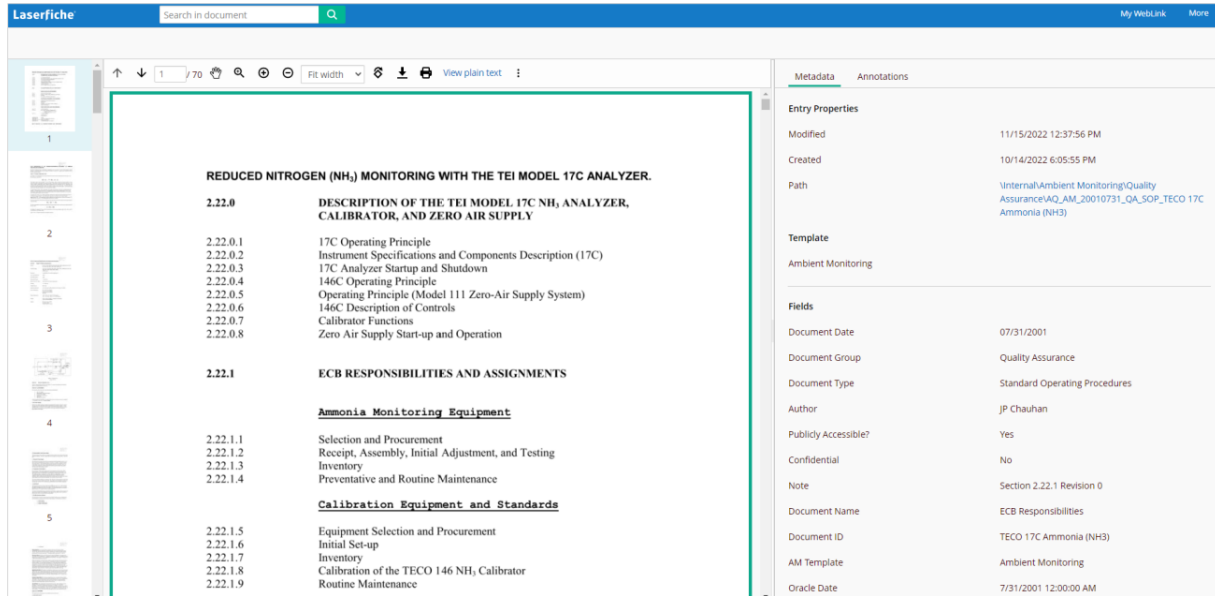 Laserfiche
Search in document
My WebLink More
1 / 70 Fit width View plain text
1
2
3
4
5
REDUCED NITROGEN (NH₃) MONITORING WITH THE TEI MODEL 17C ANALYZER.
2.22.0 DESCRIPTION OF THE TEI MODEL 17C NH₃ ANALYZER,
CALIBRATOR, AND ZERO AIR SUPPLY
2.22.0.1 17C Operating Principle
2.22.0.2 Instrument Specifications and Components Description (17C)
2.22.0.3 17C Analyzer Startup and Shutdown
2.22.0.4 146C Operating Principle
2.22.0.5 Operating Principle (Model 111 Zero-Air Supply System)
2.22.0.6 146C Description of Controls
2.22.0.7 Calibrator Functions
2.22.0.8 Zero Air Supply Start-up and Operation
2.22.1 ECB RESPONSIBILITIES AND ASSIGNMENTS
Ammonia Monitoring Equipment
2.22.1.1 Selection and Procurement
2.22.1.2 Receipt, Assembly, Initial Adjustment, and Testing
2.22.1.3 Inventory
2.22.1.4 Preventative and Routine Maintenance
Calibration Equipment and Standards
2.22.1.5 Equipment Selection and Procurement
2.22.1.6 Initial Set-up
2.22.1.7 Inventory
2.22.1.8 Calibration of the TECO 146 NH₃ Calibrator
2.22.1.9 Routine Maintenance
Metadata Annotations
Entry Properties
Modified 11/15/2022 12:37:56 PM
Created 10/14/2022 6:05:55 PM
Path \Internal\Ambient Monitoring\Quality
Assurance\AQ_AM_20010731_QA_SOP_TECO 17C
Ammonia (NH3)
Template
Ambient Monitoring
Fields
Document Date 07/31/2001
Document Group Quality Assurance
Document Type Standard Operating Procedures
Author JP Chauhan
Publicly Accessible? Yes
Confidential No
Note Section 2.22.1 Revision 0
Document Name ECB Responsibilities
Document ID TECO 17C Ammonia (NH3)
AM Template Ambient Monitoring
Oracle Date 7/31/2001 12:00:00 AM